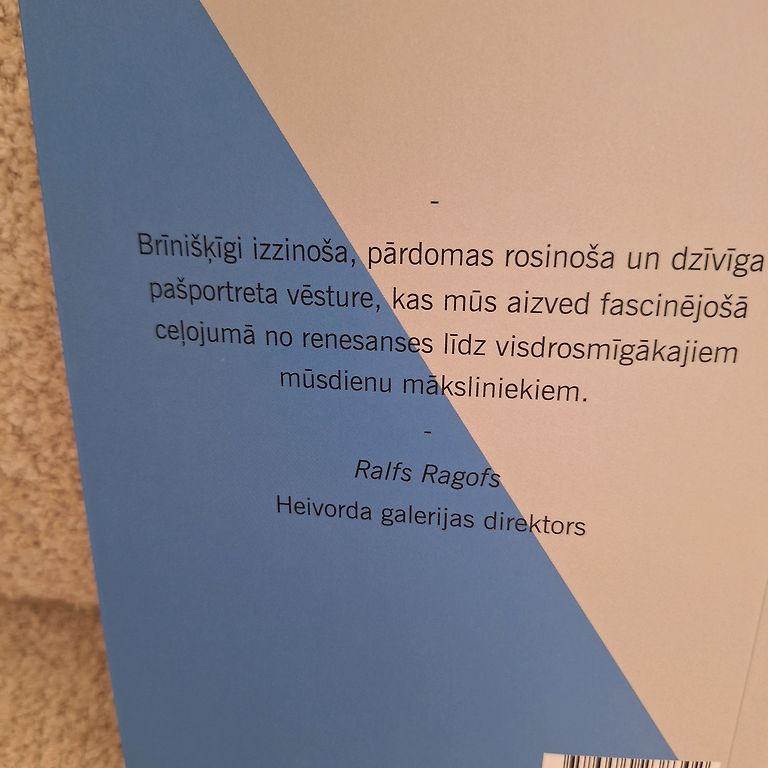 -
Brīnišķīgi izzinoša, pārdomas rosinoša un dzīvīga
pašportreta vēsture, kas mūs aizved fascinējošā
ceļojumā no renesanses līdz visdrosmīgākajiem
mūsdienu māksliniekiem.
-
Ralfs Ragofs
Heivorda galerijas direktors